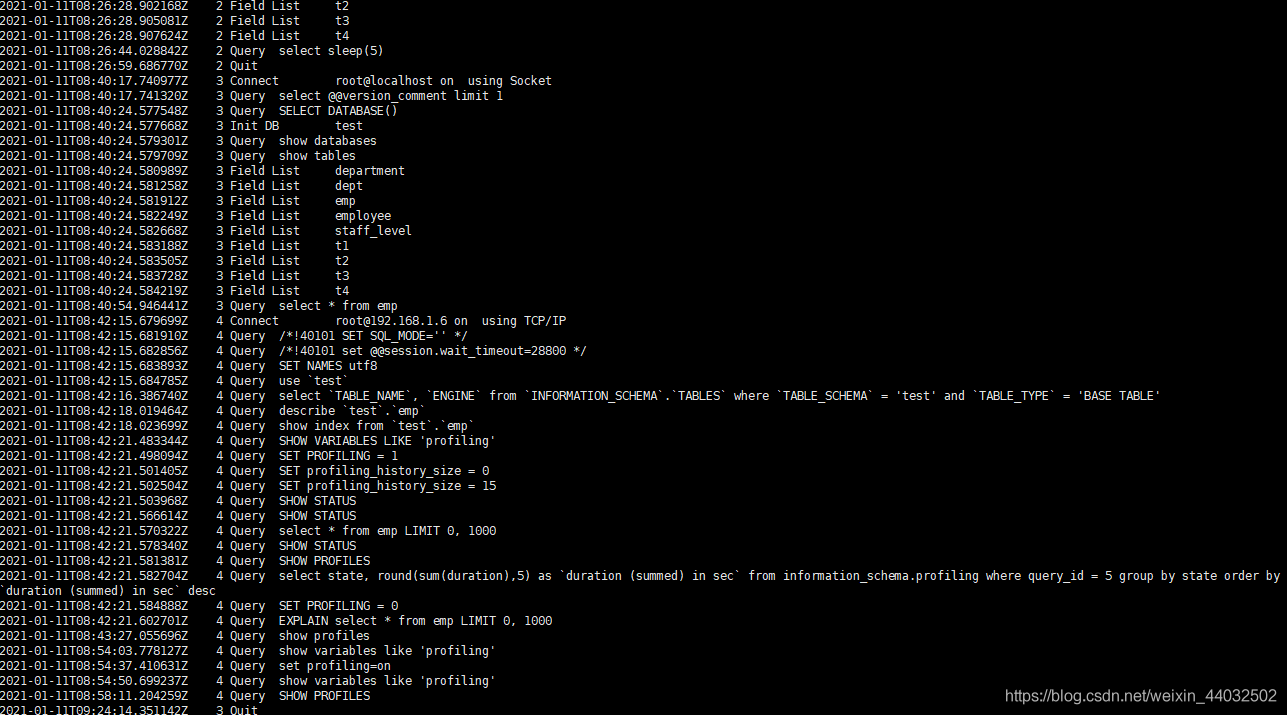 2021-01-11T08:26:28.902168Z    2 Field List     t2
2021-01-11T08:26:28.905081Z    2 Field List     t3
2021-01-11T08:26:28.907624Z    2 Field List     t4
2021-01-11T08:26:44.028842Z    2 Query  select sleep(5)
2021-01-11T08:26:59.686770Z    2 Quit
2021-01-11T08:40:17.740977Z    3 Connect        root@localhost on  using Socket
2021-01-11T08:40:17.741320Z    3 Query  select @@version_comment limit 1
2021-01-11T08:40:24.577548Z    3 Query  SELECT DATABASE()
2021-01-11T08:40:24.577668Z    3 Init DB        test
2021-01-11T08:40:24.579301Z    3 Query  show databases
2021-01-11T08:40:24.579709Z    3 Query  show tables
2021-01-11T08:40:24.580989Z    3 Field List     department
2021-01-11T08:40:24.581258Z    3 Field List     dept
2021-01-11T08:40:24.581912Z    3 Field List     emp
2021-01-11T08:40:24.582249Z    3 Field List     employee
2021-01-11T08:40:24.582668Z    3 Field List     staff_level
2021-01-11T08:40:24.583188Z    3 Field List     t1
2021-01-11T08:40:24.583505Z    3 Field List     t2
2021-01-11T08:40:24.583728Z    3 Field List     t3
2021-01-11T08:40:24.584219Z    3 Field List     t4
2021-01-11T08:40:54.946441Z    3 Query  select * from emp
2021-01-11T08:42:15.679699Z    4 Connect        root@192.168.1.6 on  using TCP/IP
2021-01-11T08:42:15.681910Z    4 Query  /*!40101 SET SQL_MODE='' */
2021-01-11T08:42:15.682856Z    4 Query  /*!40101 set @@session.wait_timeout=28800 */
2021-01-11T08:42:15.683893Z    4 Query  SET NAMES utf8
2021-01-11T08:42:15.684785Z    4 Query  use `test`
2021-01-11T08:42:16.386740Z    4 Query  select `TABLE_NAME`, `ENGINE` from `INFORMATION_SCHEMA`.`TABLES` where `TABLE_SCHEMA` = 'test' and `TABLE_TYPE` = 'BASE TABLE'
2021-01-11T08:42:18.019464Z    4 Query  describe `test`.`emp`
2021-01-11T08:42:18.023699Z    4 Query  show index from `test`.`emp`
2021-01-11T08:42:21.483344Z    4 Query  SHOW VARIABLES LIKE 'profiling'
2021-01-11T08:42:21.498094Z    4 Query  SET PROFILING = 1
2021-01-11T08:42:21.501405Z    4 Query  SET profiling_history_size = 0
2021-01-11T08:42:21.502504Z    4 Query  SET profiling_history_size = 15
2021-01-11T08:42:21.503968Z    4 Query  SHOW STATUS
2021-01-11T08:42:21.566614Z    4 Query  SHOW STATUS
2021-01-11T08:42:21.570322Z    4 Query  select * from emp LIMIT 0, 1000
2021-01-11T08:42:21.578340Z    4 Query  SHOW STATUS
2021-01-11T08:42:21.581381Z    4 Query  SHOW PROFILES
2021-01-11T08:42:21.582704Z    4 Query  select state, round(sum(duration),5) as `duration (summed) in sec` from information_schema.profiling where query_id = 5 group by state order by
`duration (summed) in sec` desc
2021-01-11T08:42:21.584888Z    4 Query  SET PROFILING = 0
2021-01-11T08:42:21.602701Z    4 Query  EXPLAIN select * from emp LIMIT 0, 1000
2021-01-11T08:43:27.055696Z    4 Query  show profiles
2021-01-11T08:54:03.778127Z    4 Query  show variables like 'profiling'
2021-01-11T08:54:37.410631Z    4 Query  set profiling=on
2021-01-11T08:54:50.699237Z    4 Query  show variables like 'profiling'
2021-01-11T08:58:11.204259Z    4 Query  SHOW PROFILES
2021-01-11T09:24:14.351142Z    3 Quit
https://blog.csdn.net/weixin_44032502